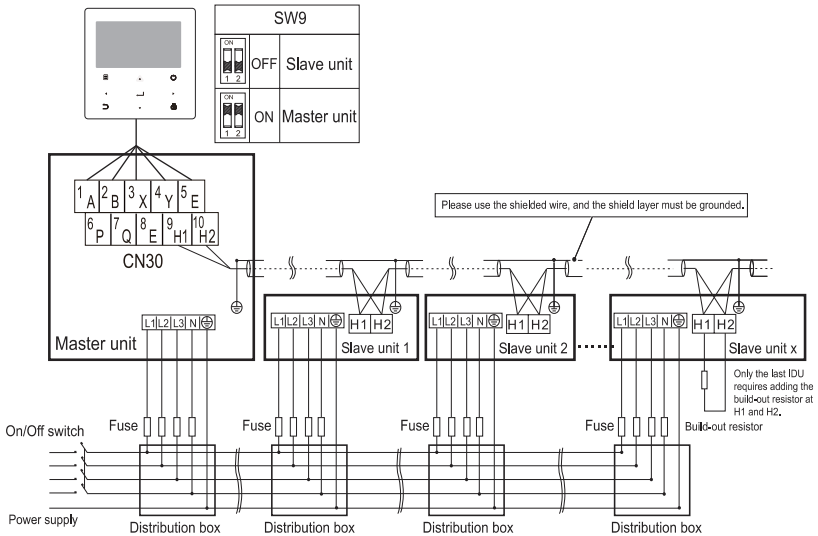 SW9
ON
1 2
OFF
Slave unit
ON
1 2
ON
Master unit
1 A 2 B 3 X 4 Y 5 E
6 P 7 Q 8 E 9 H1 10 H2
CN30
Please use the shielded wire, and the shield layer must be grounded.
L1 L2 L3 N
Master unit
L1 L2 L3 N
H1 H2
Slave unit 1
L1 L2 L3 N
H1 H2
Slave unit 2
L1 L2 L3 N
H1 H2
Slave unit x
Only the last IDU
requires adding the
build-out resistor at
H1 and H2.
Build-out resistor
On/Off switch
Fuse
Fuse
Fuse
Fuse
Power supply
Distribution box
Distribution box
Distribution box
Distribution box